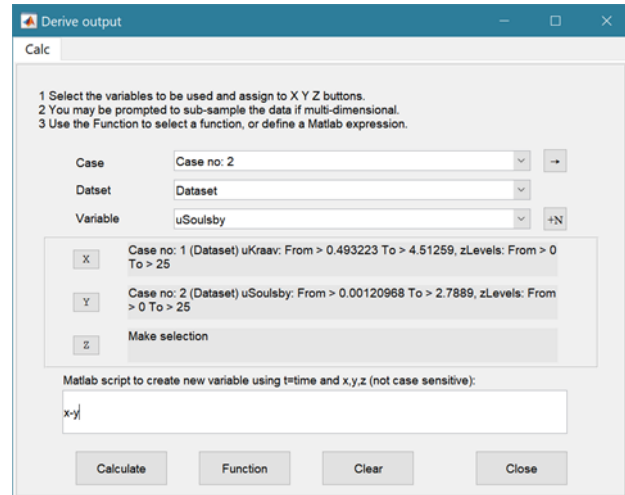 Derive output
Calc
1 Select the variables to be used and assign to X Y Z buttons.
2 You may be prompted to sub-sample the data if multi-dimensional.
3 Use the Function to select a function, or define a Matlab expression.
Case Case no: 2 →
Datset Dataset
Variable uSoulsby +N
X Case no: 1 (Dataset) uKraav: From > 0.493223 To > 4.51259, zLevels: From > 0
To > 25
Y Case no: 2 (Dataset) uSoulsby: From > 0.00120968 To > 2.7889, zLevels: From
> 0 To > 25
Z Make selection
Matlab script to create new variable using t=time and x,y,z (not case sensitive):
x-y
Calculate Function Clear Close